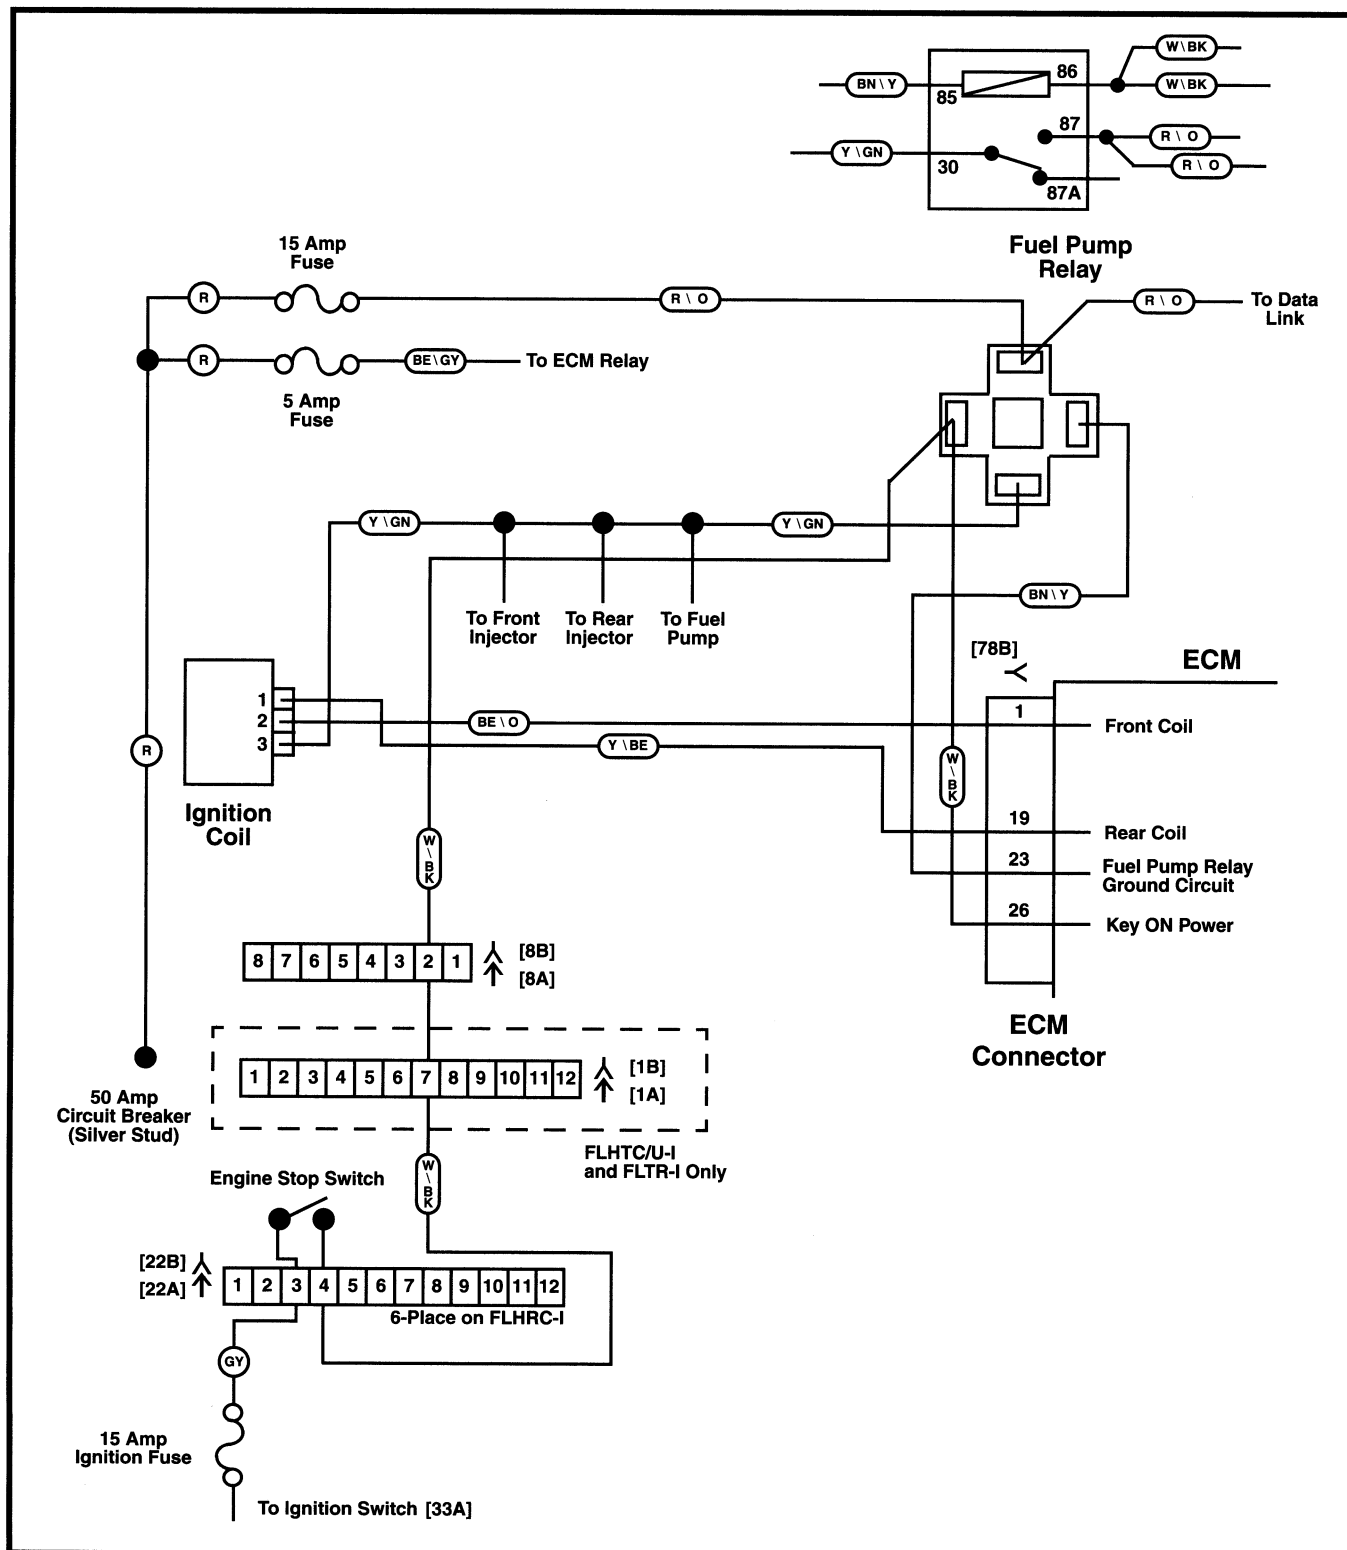 W\BK
BN\Y
86
W\BK
85
87
R \ O
Y \GN
30
R \ O
87A
Fuel Pump
Relay
15 Amp
Fuse
R
R \ O
R \ O
To Data
Link
R
BE\GY
To ECM Relay
5 Amp
Fuse
Y \GN
Y \GN
BN\Y
To Front
Injector
To Rear
Injector
To Fuel
Pump
[78B]
ECM
1
2
3
BE\O
1
Front Coil
R
Y \BE
W\BK
Ignition
Coil
19
Rear Coil
W\BK
23
Fuel Pump Relay
Ground Circuit
26
Key ON Power
8 7 6 5 4 3 2 1
[8B]
[8A]
ECM
Connector
1 2 3 4 5 6 7 8 9 10 11 12
[1B]
[1A]
50 Amp
Circuit Breaker
(Silver Stud)
FLHTC/U-I
and FLTR-I Only
W\BK
Engine Stop Switch
[22B]
[22A]
1 2 3 4 5 6 7 8 9 10 11 12
6-Place on FLHRC-I
GY
15 Amp
Ignition Fuse
To Ignition Switch [33A]